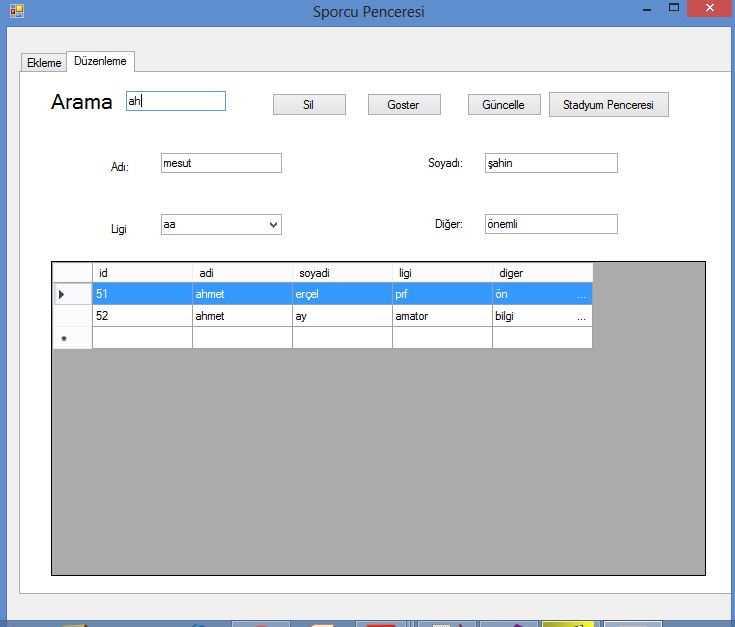 Sporcu Penceresi
Ekleme Düzenleme
Arama ah Sil Goster Güncelle Stadyum Penceresi
Adı: mesut Soyadı: şahin
Ligi aa Diğer: önemli
id adi soyadi ligi diger
51 ahmet erçel prf ön ...
52 ahmet ay amator bilgi ...